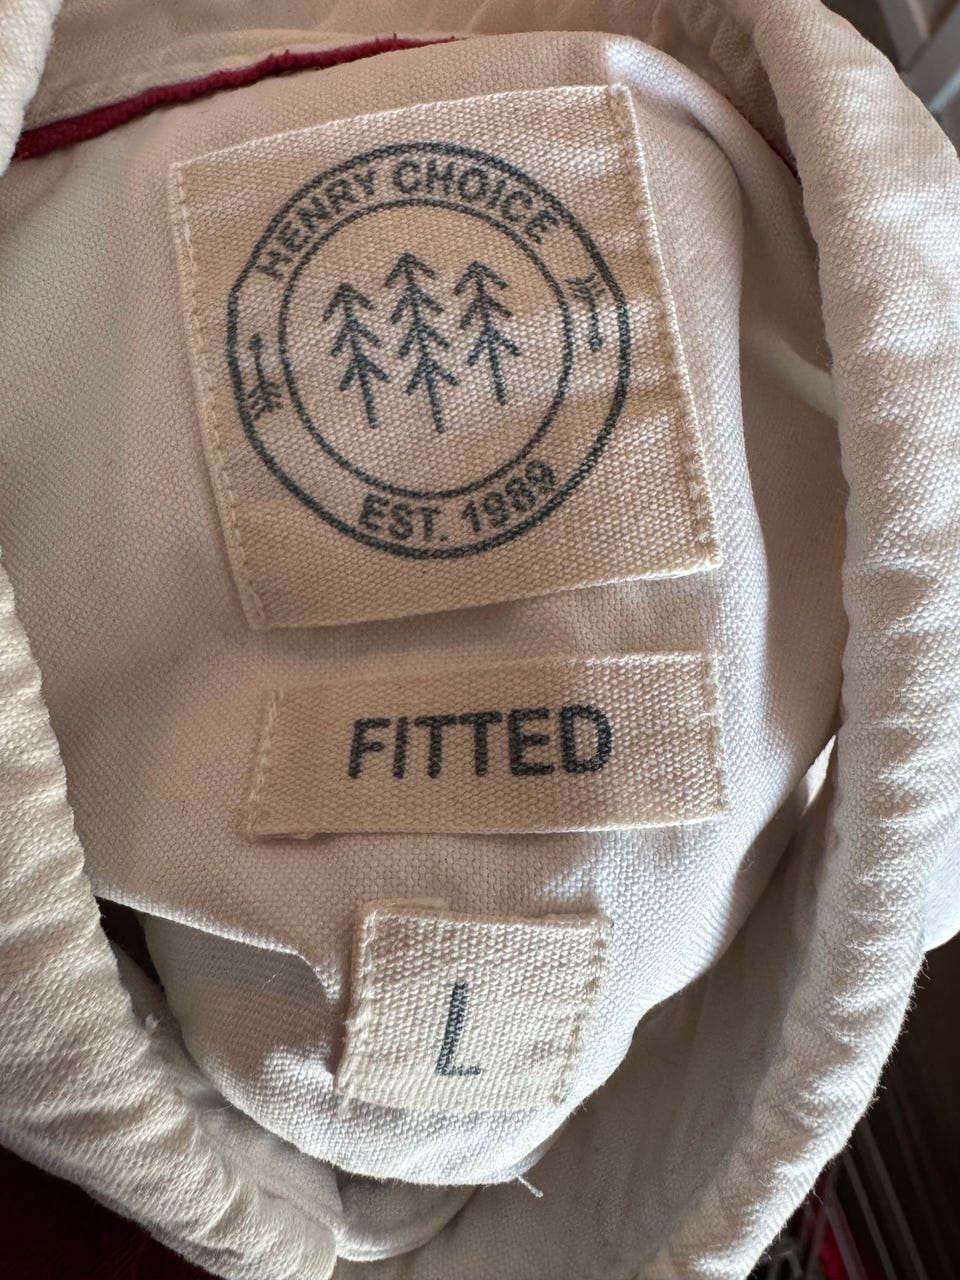 HENRY CHOICE
EST. 1989
FITTED
L